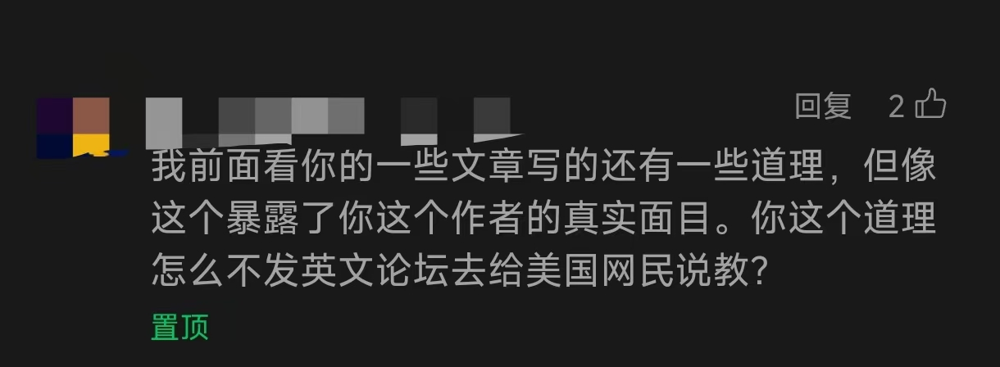 回复 2
我前面看你的一些文章写的还有一些道理，但像
这个暴露了你这个作者的真实面目。你这个道理
怎么不发英文论坛去给美国网民说教？
置顶